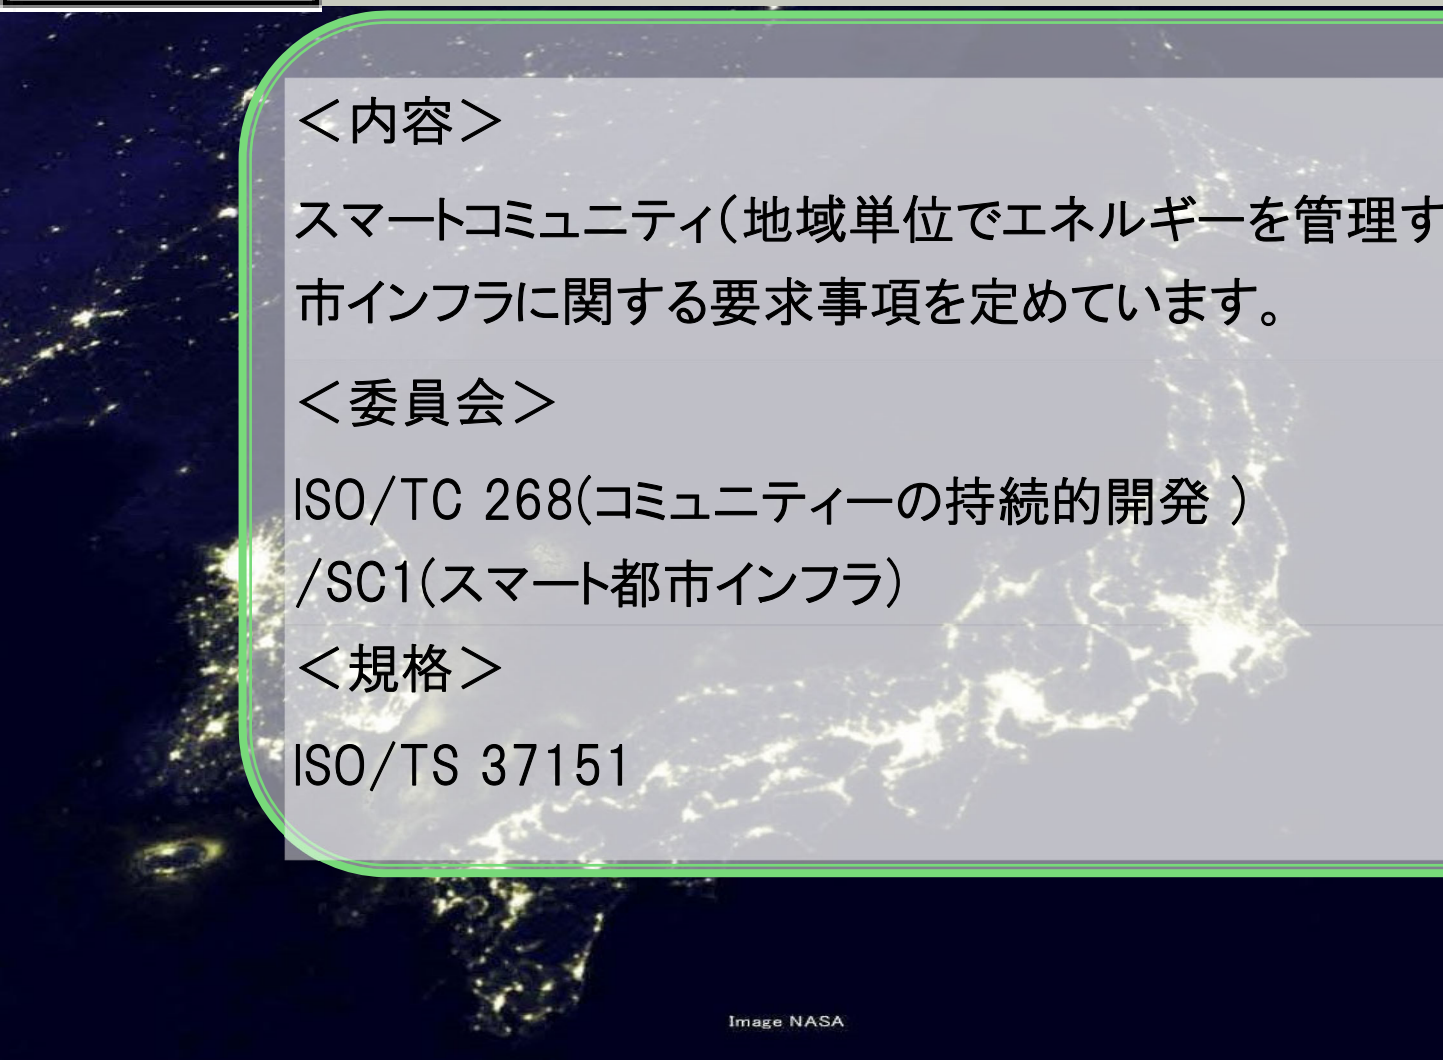 ＜内容＞
スマートコミュニティ(地域単位でエネルギーを管理す
市インフラに関する要求事項を定めています。
＜委員会＞
ISO/TC 268(コミュニティーの持続的開発 )
/SC1(スマート都市インフラ)
＜規格＞
ISO/TS 37151
Image NASA